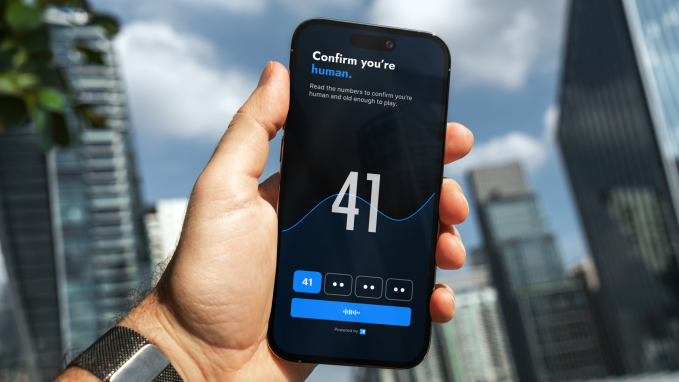 Confirm you're
human.
Read the numbers to confirm you're
human and old enough to play.
41
41
Powered by